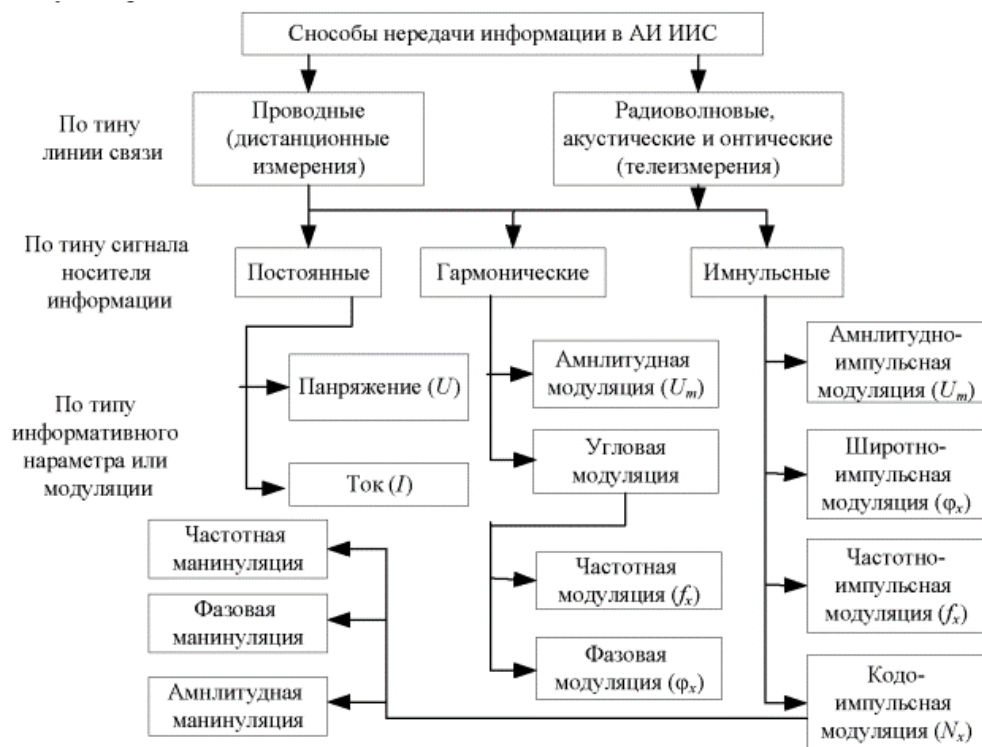 Снособы нередачи информации в АИ ИИС
По тину
линии связи
Проводные
(дистанционные
измерения)
Радиоволновые,
акустические и онтические
(телеизмерения)
По тину сигнала
носителя
информации
Постоянные
Гармонические
Имнульсные
По типу
информативного
нараметра или
модуляции
Панряжение (U)
Ток (I)
Амнлитудная
модуляция (Um)
Угловая
модуляция
Частотная
модуляция (fx)
Фазовая
модуляция (φx)
Амнлитудно-
импульсная
модуляция (Um)
Широтно-
импульсная
модуляция (φx)
Частотно-
импульсная
модуляция (fx)
Кодо-
импульсная
модуляция (Nx)
Частотная
манинуляция
Фазовая
манинуляция
Амнлитудная
манинуляция